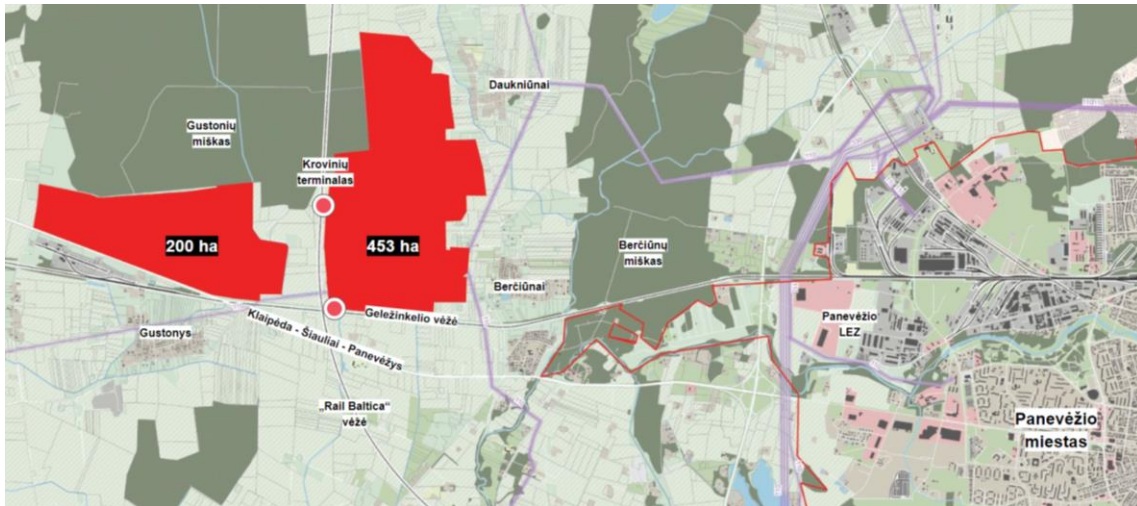 Daukniūnai
Gustonių
miškas
Krovinių
terminalas
200 ha
453 ha
Berčiūnų
miškas
Berčiūnai
Geležinkelio vėžė
Panevėžio
LEZ
Gustonys
Klaipėda - Šiauliai - Panevėžys
„Rail Baltica“
vėžė
Panevėžio
miestas